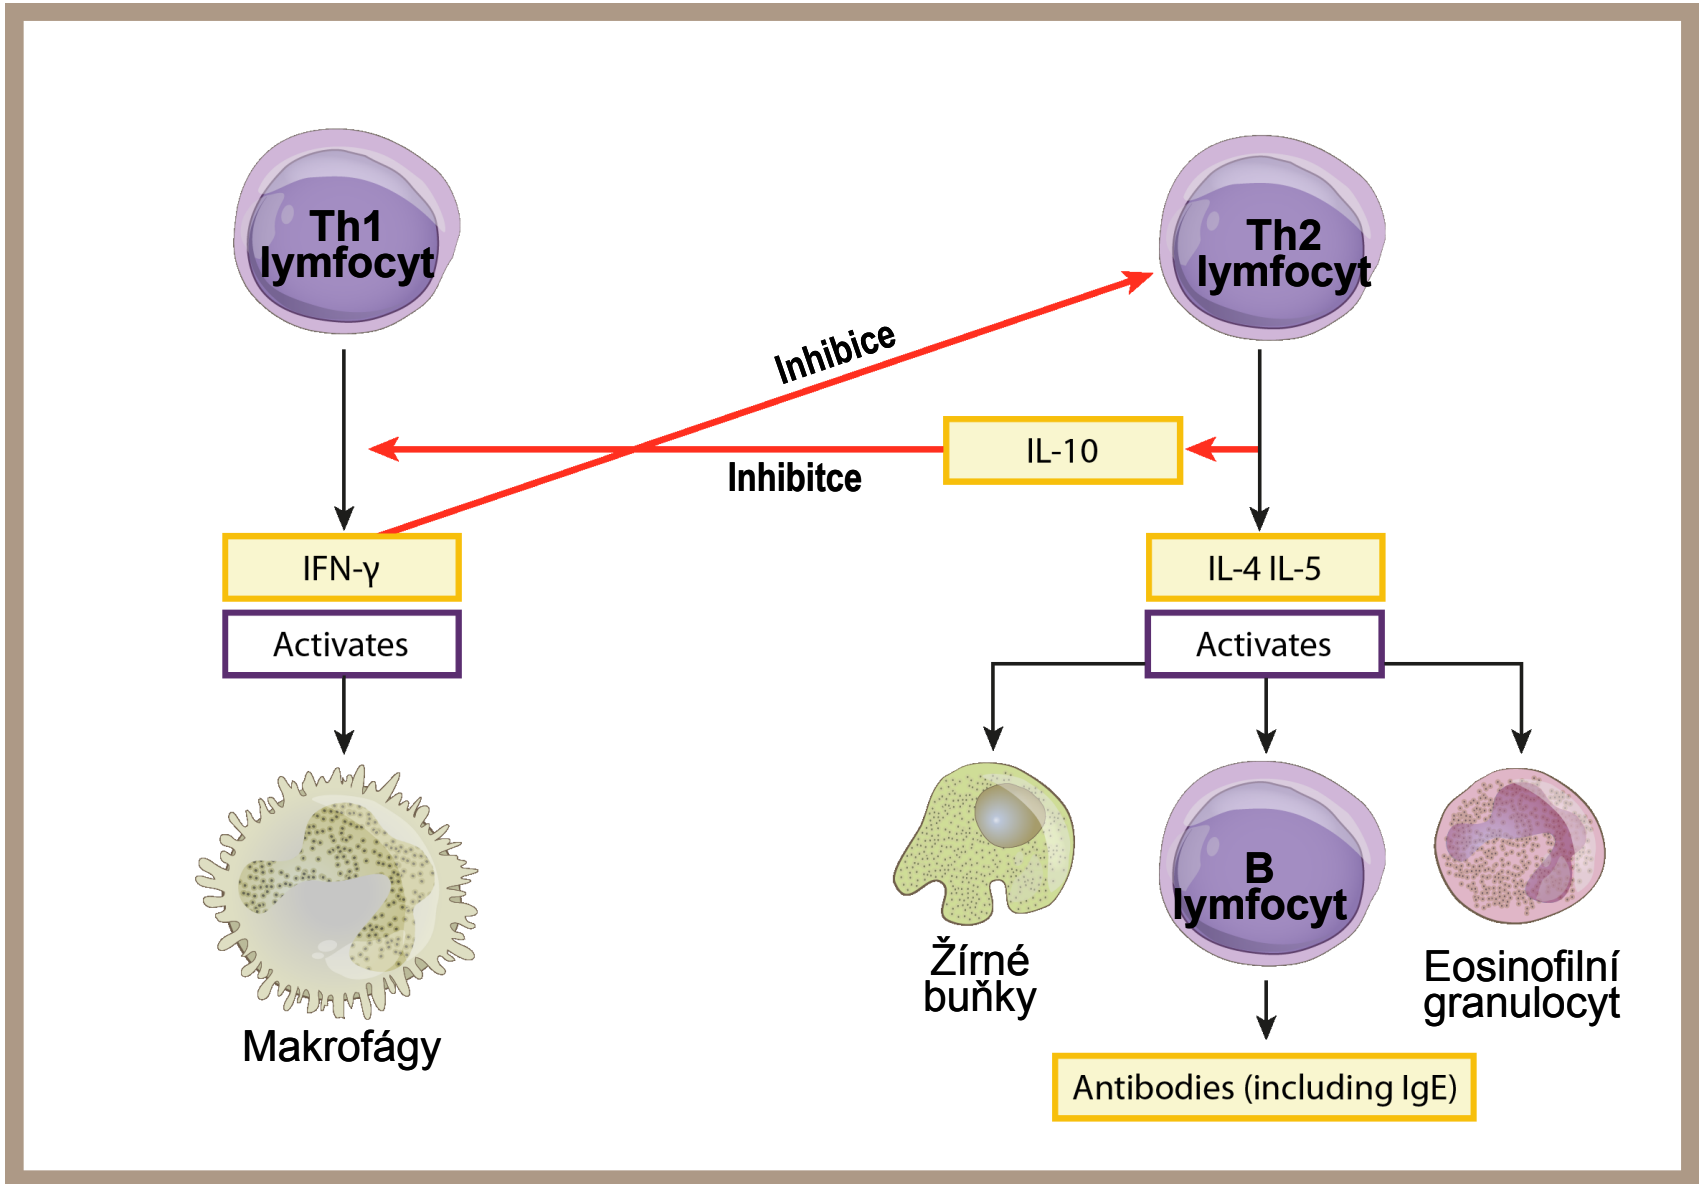 Th1
lymfocyt
Th2
lymfocyt
Inhibice
IL-10
Inhibitce
IFN-γ
IL-4 IL-5
Activates
Activates
B
lymfocyt
Žírné
buňky
Eosinofilní
granulocyt
Makrofágy
Antibodies (including IgE)